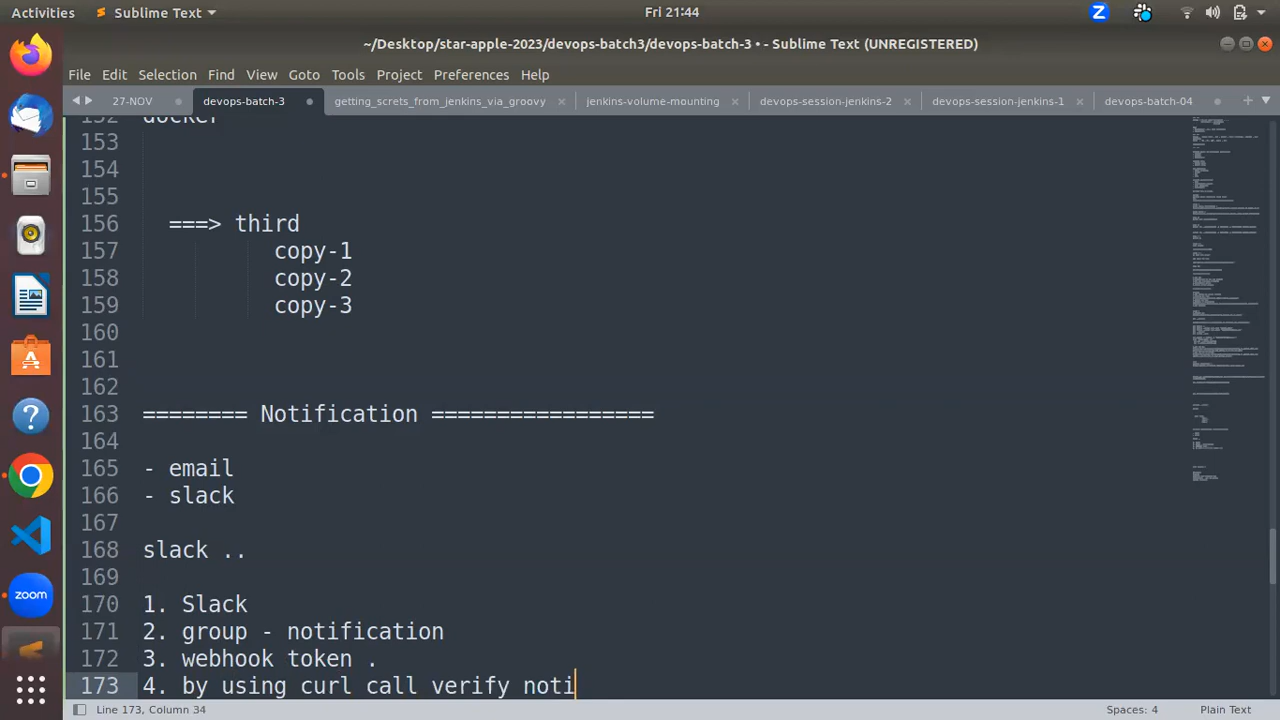 Activities Sublime Text Fri 21:44 Z
~/Desktop/star-apple-2023/devops-batch3/devops-batch-3 • - Sublime Text (UNREGISTERED)
File Edit Selection Find View Goto Tools Project Preferences Help
27-NOV devops-batch-3 getting_screts_from_jenkins_via_groovy jenkins-volume-mounting devops-session-jenkins-2 devops-session-jenkins-1 devops-batch-04
152 docker
153
154
155
156 ===> third
157 copy-1
158 copy-2
159 copy-3
160
161
162
163 ======== Notification =================
164
165 - email
166 - slack
167
168 slack ..
169
170 1. Slack
171 2. group - notification
172 3. webhook token .
173 4. by using curl call verify noti
zoom
Line 173, Column 34 Spaces: 4 Plain Text